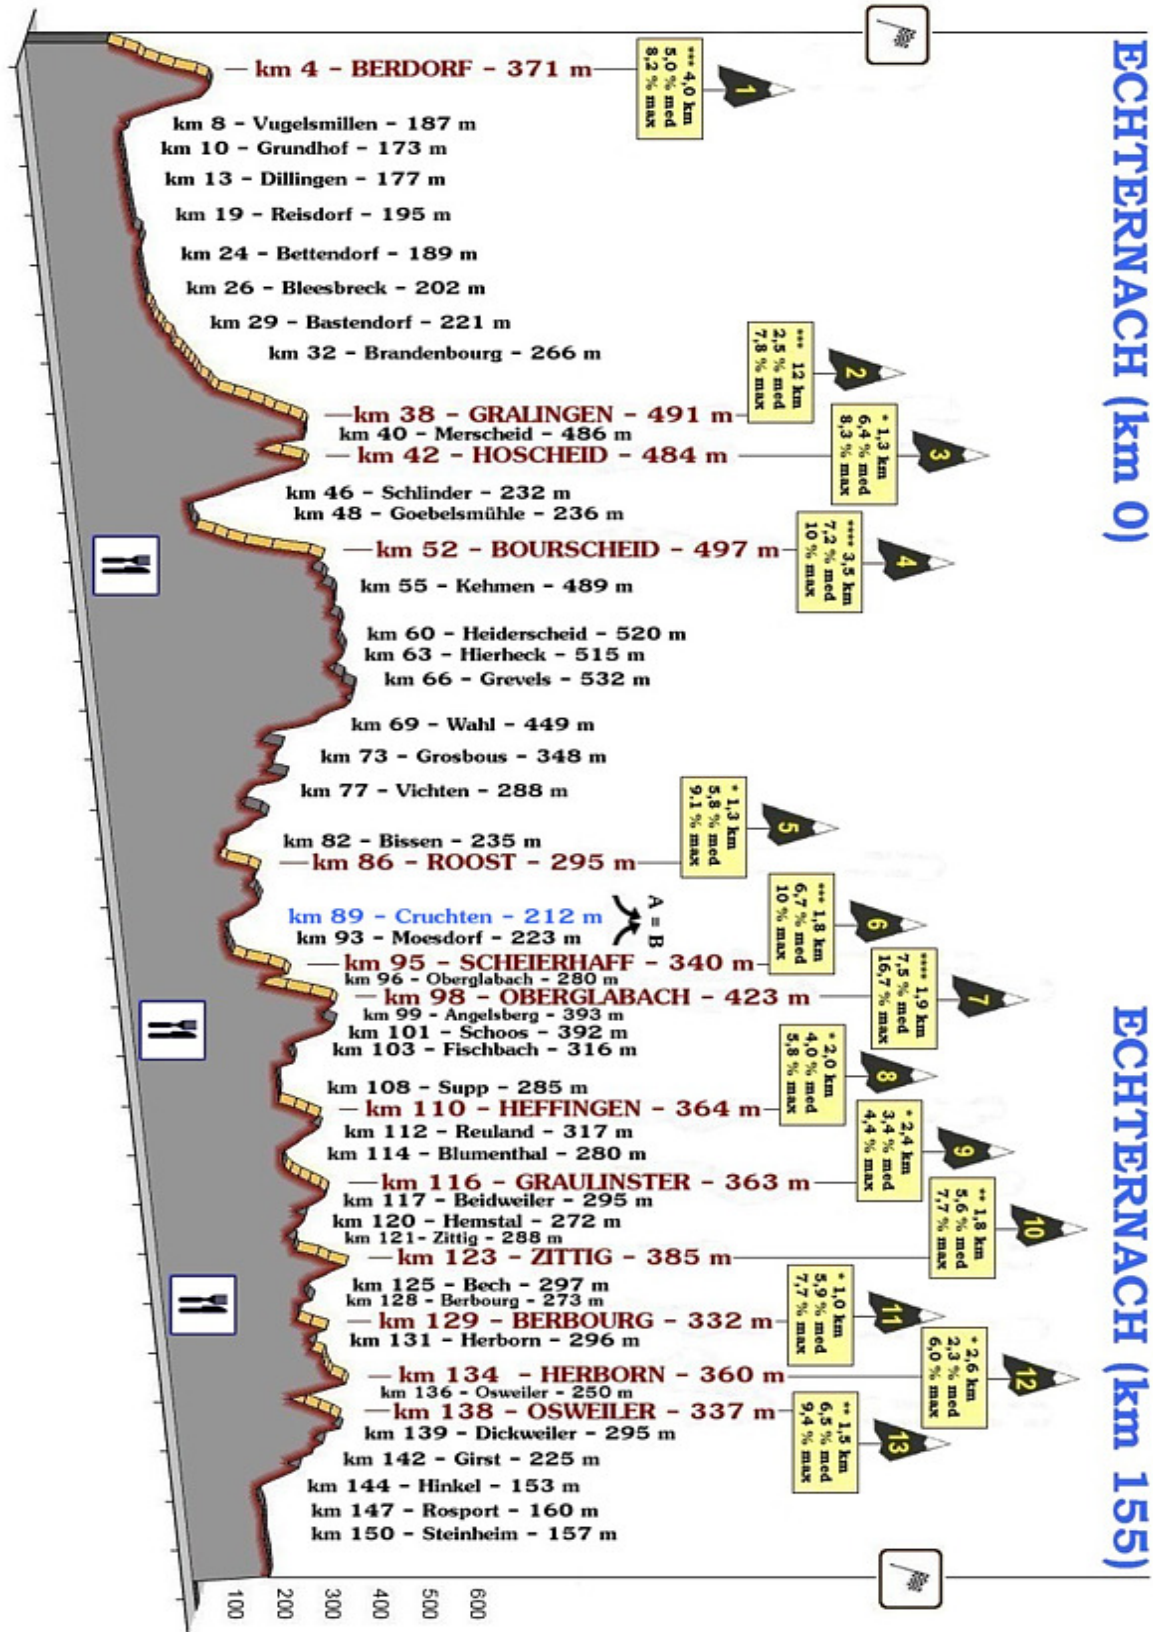 ECHTERNACH (km 0)
km 4 - BERDORF - 371 m
*** 4,0 km
5,0 % med
8,2 % max
1
km 8 - Vugelsmillen - 187 m
km 10 - Grundhof - 173 m
km 13 - Dillingen - 177 m
km 19 - Reisdorf - 195 m
km 24 - Bettendorf - 189m
km 26 - Bleesbreck - 202 m
km 29 - Bastendorf - 221 m
km 32 - Brandenbourg - 266 m
km 38 - GRALINGEN - 491 m
*** 12 km
2,5 % med
7,8 % max
2
km 40 - Merscheid - 486 m
km 42 - HOSCHEID - 484 m
* 1,3 km
6,4 % med
8,3 % max
3
km 46 - Schlinder - 232 m
km 48 - Goebelsmühle - 236 m
km 52 - BOURSCHEID - 497 m
**** 3,5 km
7,2 % med
10 % max
4
km 55 - Kehmen - 489 m
km 60 - Heiderscheid - 520 m
km 63 - Hierheck - 515 m
km 66 - Grevels - 532 m
km 69 - Wahl - 449 m
km 73 - Grosbous - 348 m
km 77 - Vichten - 288 m
km 82 - Bissen - 235 m
km 86 - ROOST - 295 m
* 1,3 km
5,8 % med
9.1 % max
5
km 89 - Cruchten - 212 m
A = B
km 93 - Moesdorf - 223 m
km 95 - SCHEIERHAFF - 340 m
*** 1,8 km
6,7 % med
10 % max
6
km 96 - Oberglabach - 280 m
km 98 - OBERGLABACH - 423 m
**** 1,9 km
7,5 % med
16,7 % max
7
km 99 - Angelsberg - 393 m
km 101 - Schoos - 392 m
km 103 - Fischbach - 316 m
km 108 - Supp - 285 m
km 110 - HEFFINGEN - 364 m
* 2,0 km
4,0 % med
5,8 % max
8
km 112 - Reuland - 317 m
km 114 - Blumenthal - 280 m
km 116 - GRAULINSTER - 363 m
* 2,4 km
3,4 % med
4,4 % max
9
km 117 - Beidweiler - 295 m
km 120 - Hemstal - 272 m
km 121- Zittig - 288 m
km 123 - ZITTIG - 385 m
** 1,8 km
5,6 % med
7,7 % max
10
km 125 - Bech - 297 m
km 128 - Berbourg - 273 m
km 129 - BERBOURG - 332 m
* 1,0 km
5,9 % med
7,7 % max
11
km 131 - Herborn - 296 m
km 134 - HERBORN - 360 m
* 2,6 km
2,3 % med
6,0 % max
12
km 136 - Osweiler - 250 m
km 138 - OSWEILER - 337 m
** 1,5 km
6,5 % med
9,4 % max
13
km 139 - Dickweiler - 295 m
km 142 - Girst - 225 m
km 144 - Hinkel - 153 m
km 147 - Rosport - 160 m
km 150 - Steinheim - 157 m
ECHTERNACH (km 155)
100
200
300
400
500
600